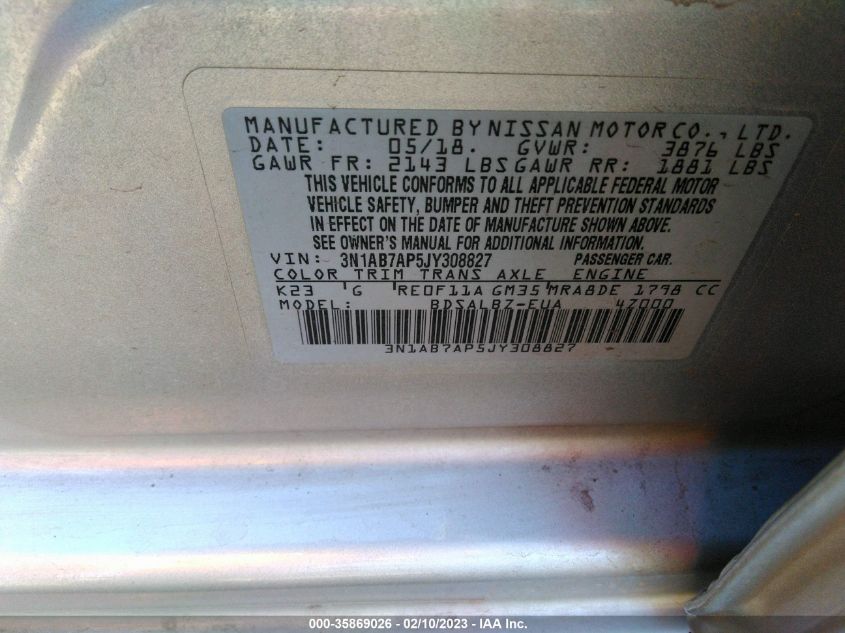 MANUFACTURED BY NISSAN MOTOR CO., LTD.
DATE: 05/18. GVWR: 3876 LBS
GAWR FR: 2143 LBS GAWR RR: 1881 LBS
THIS VEHICLE CONFORMS TO ALL APPLICABLE FEDERAL MOTOR
VEHICLE SAFETY, BUMPER AND THEFT PREVENTION STANDARDS
IN EFFECT ON THE DATE OF MANUFACTURE SHOWN ABOVE.
SEE OWNER'S MANUAL FOR ADDITIONAL INFORMATION.
VIN: 3N1AB7AP5JY308827 PASSENGER CAR.
COLOR TRIM TRANS AXLE ENGINE
K23 G RE0F11A GM35 MRA8DE 1798 CC
MODEL: BDSALBZ-EUA 4Z000
3N1AB7AP5JY308827
000-35869026 - 02/10/2023 - IAA Inc.